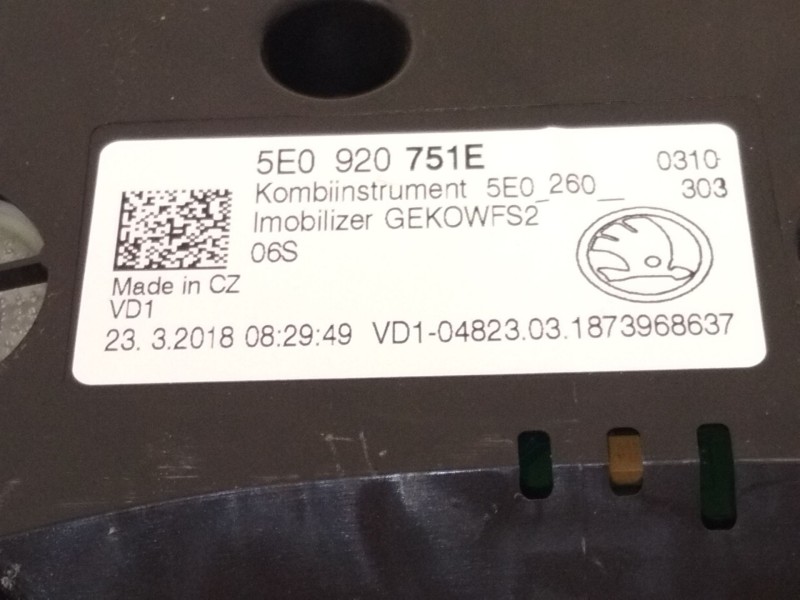 5E0 920 751E 0310
Kombiinstrument 5E0_260__ 303
Imobilizer GEKOWFS2
06S
Made in CZ
VD1
23. 3.2018 08:29:49 VD1-04823.03.1873968637